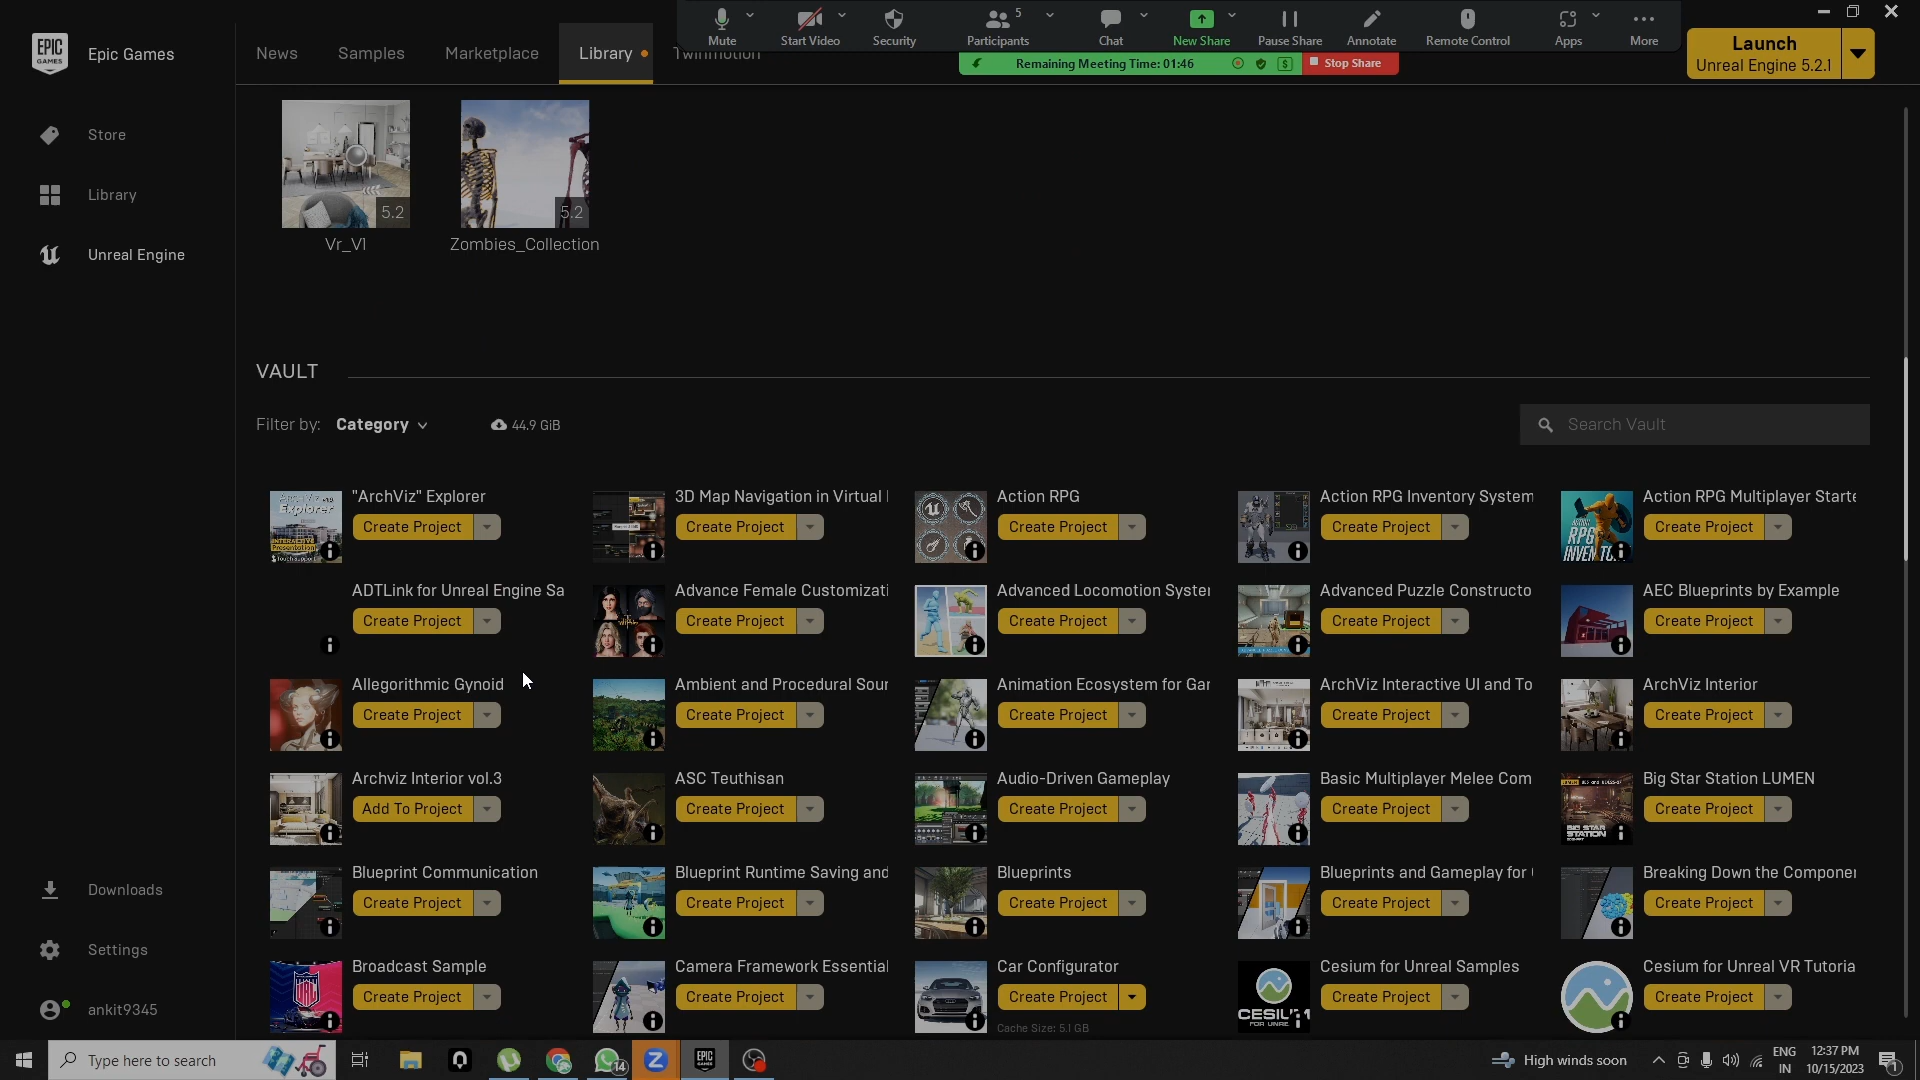 Mute
Start Video
Security
5
Participants
Chat
New Share
Pause Share
Annotate
Remote Control
Apps
More
Remaining Meeting Time: 01:46
Stop Share
EPIC
GAMES
Epic Games
News
Samples
Marketplace
Library
Twinmotion
Launch
Unreal Engine 5.2.1
Store
Library
Unreal Engine
5.2
Vr_V1
5.2
Zombies_Collection
VAULT
Filter by:
Category
44.9 GiB
Search Vault
"ArchViz" Explorer
Create Project
3D Map Navigation in Virtual
Create Project
Action RPG
Create Project
Action RPG Inventory System
Create Project
Action RPG Multiplayer Starte
Create Project
ADTLink for Unreal Engine Sa
Create Project
Advance Female Customizati
Create Project
Advanced Locomotion Syster
Create Project
Advanced Puzzle Constructo
Create Project
AEC Blueprints by Example
Create Project
Allegorithmic Gynoid
Create Project
Ambient and Procedural Sour
Create Project
Animation Ecosystem for Gar
Create Project
ArchViz Interactive UI and To
Create Project
ArchViz Interior
Create Project
Archviz Interior vol.3
Add To Project
ASC Teuthisan
Create Project
Audio-Driven Gameplay
Create Project
Basic Multiplayer Melee Com
Create Project
Big Star Station LUMEN
Create Project
Blueprint Communication
Create Project
Blueprint Runtime Saving and
Create Project
Blueprints
Create Project
Blueprints and Gameplay for
Create Project
Breaking Down the Componer
Create Project
Broadcast Sample
Create Project
Camera Framework Essential
Create Project
Car Configurator
Create Project
Cache Size: 5.1 GB
Cesium for Unreal Samples
Create Project
Cesium for Unreal VR Tutoria
Create Project
Downloads
Settings
ankit9345
Type here to search
14
High winds soon
ENG
IN
12:37 PM
10/15/2023
1